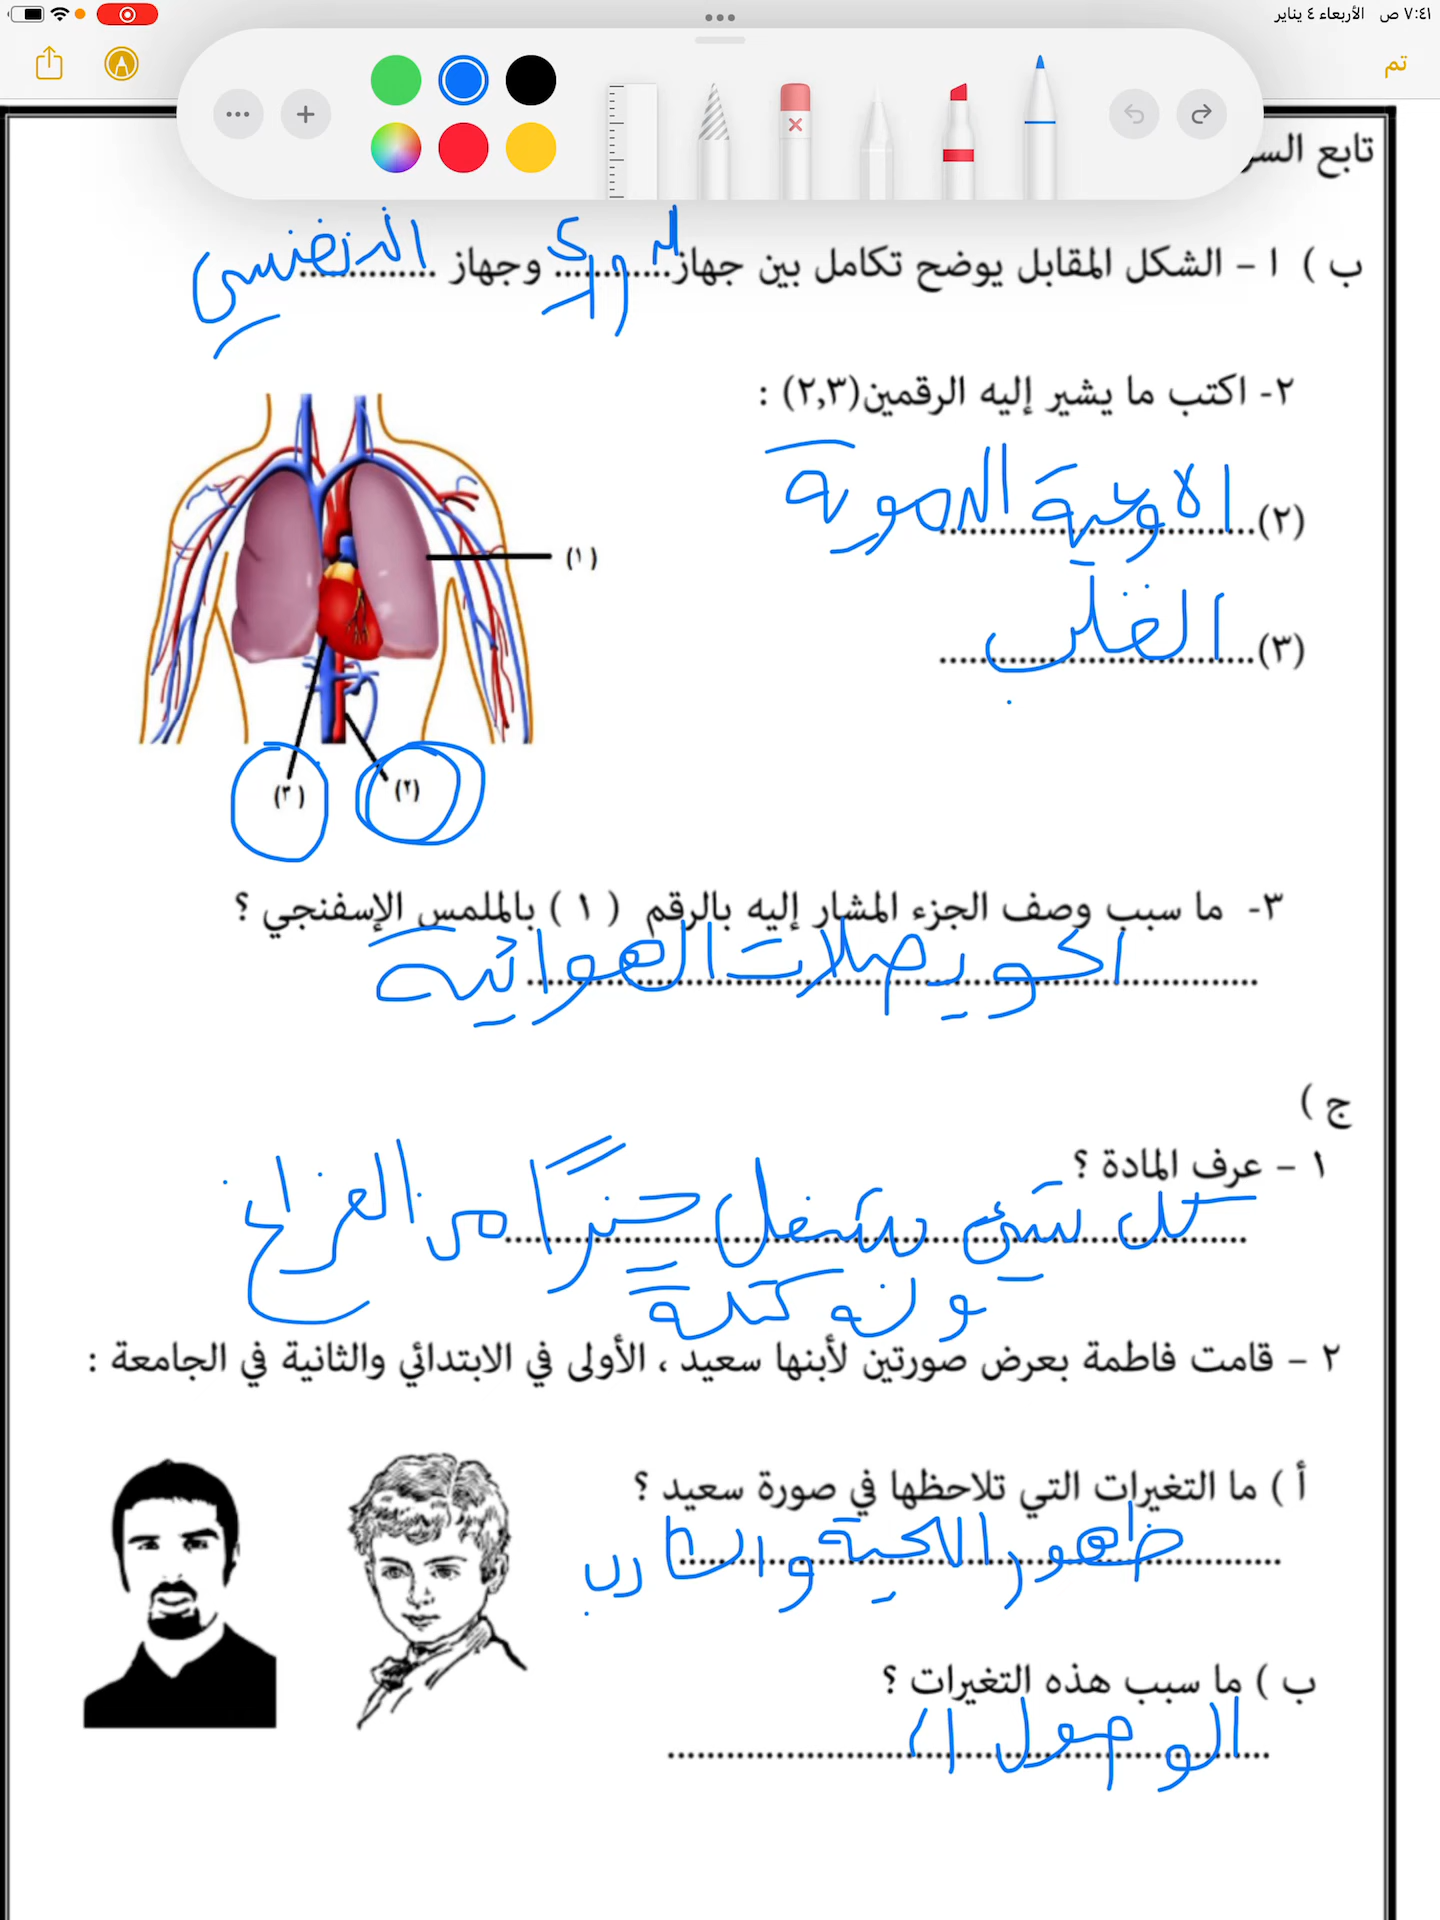 ٧:٤١ ص الأربعاء ٤ يناير
تم
تابع
ب ) ١ – الشكل المقابل يوضح تكامل بين جهاز............ وجهاز ............
التنفسي
٢- اكتب ما يشير إليه الرقمين(٢,٣) :
(٢) الاوعية الدموية
(٣) القلب
(١)
(٣)
(٢)
٣- ما سبب وصف الجزء المشار إليه بالرقم ( ١ ) بالملمس الإسفنجي ؟
الحويصلات الهوائية
ج )
١ – عرف المادة ؟
كل شيئ يشغل حيزاً من الفراغ
وله كتلة
٢ – قامت فاطمة بعرض صورتين لأبنها سعيد ، الأولى في الابتدائي والثانية في الجامعة :
أ ) ما التغيرات التي تلاحظها في صورة سعيد ؟
ظهور اللحية والشارب
ب ) ما سبب هذه التغيرات ؟
الوصول